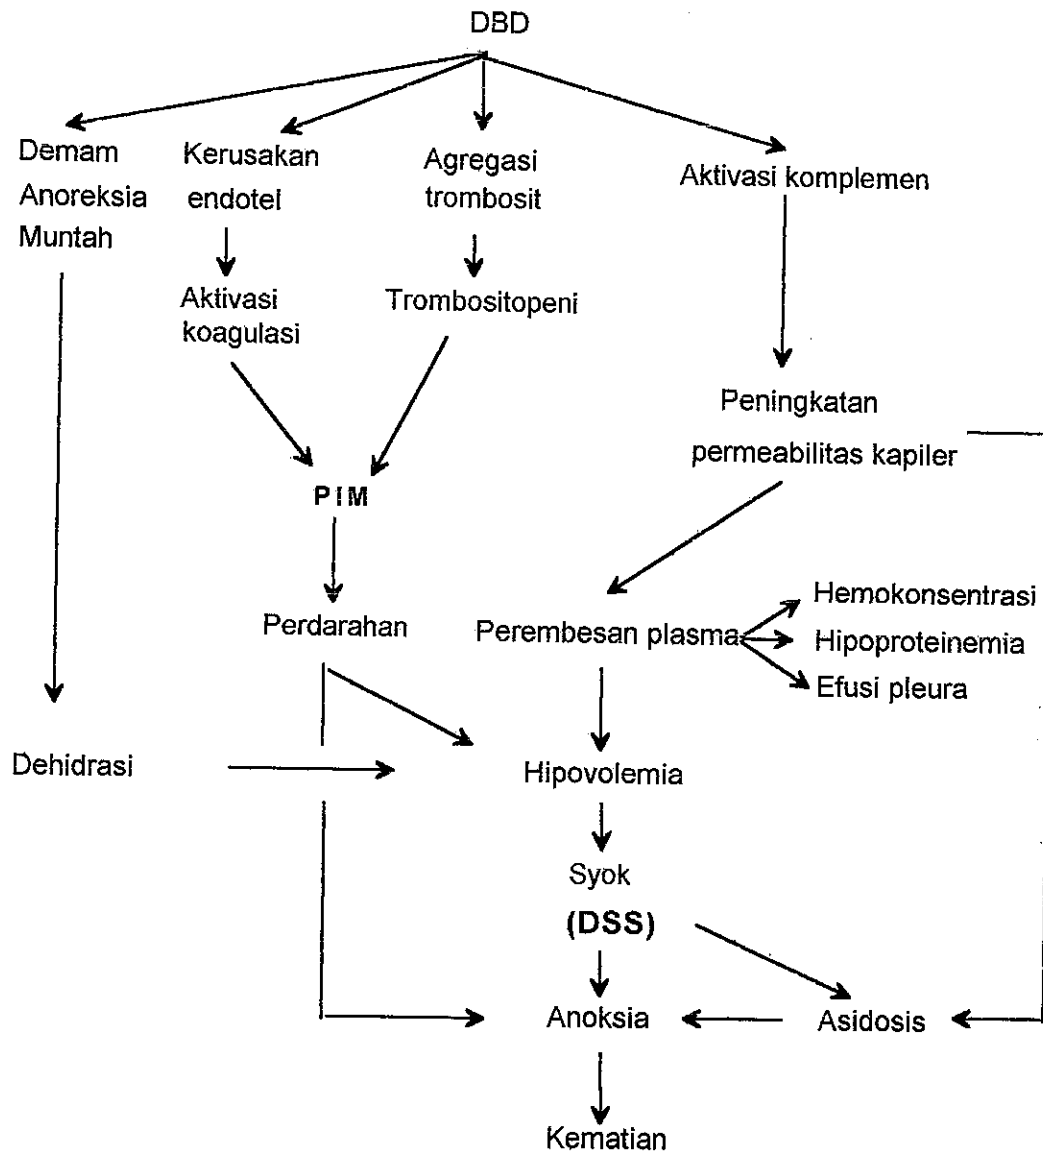 DBD
Demam
Anoreksia
Muntah
Kerusakan
endotel
Agregasi
trombosit
Aktivasi komplemen
Aktivasi
koagulasi
Trombositopeni
Peningkatan
permeabilitas kapiler
PIM
Perdarahan
Perembesan plasma
Hemokonsentrasi
Hipoproteinemia
Efusi pleura
Dehidrasi
Hipovolemia
Syok
(DSS)
Anoksia
Asidosis
Kematian